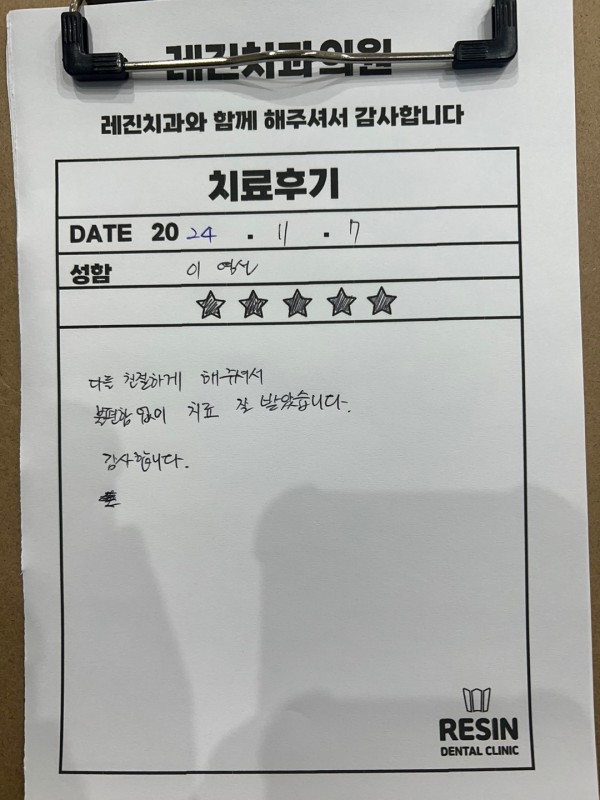 레진치과의원
레진치과와 함께 해주셔서 감사합니다
치료후기
DATE 20 24 . 11 . 7
성함 이 영선
다들 친절하게 해주셔서
불편함 없이 치료 잘 받았습니다.
감사합니다.
RESIN
DENTAL CLINIC